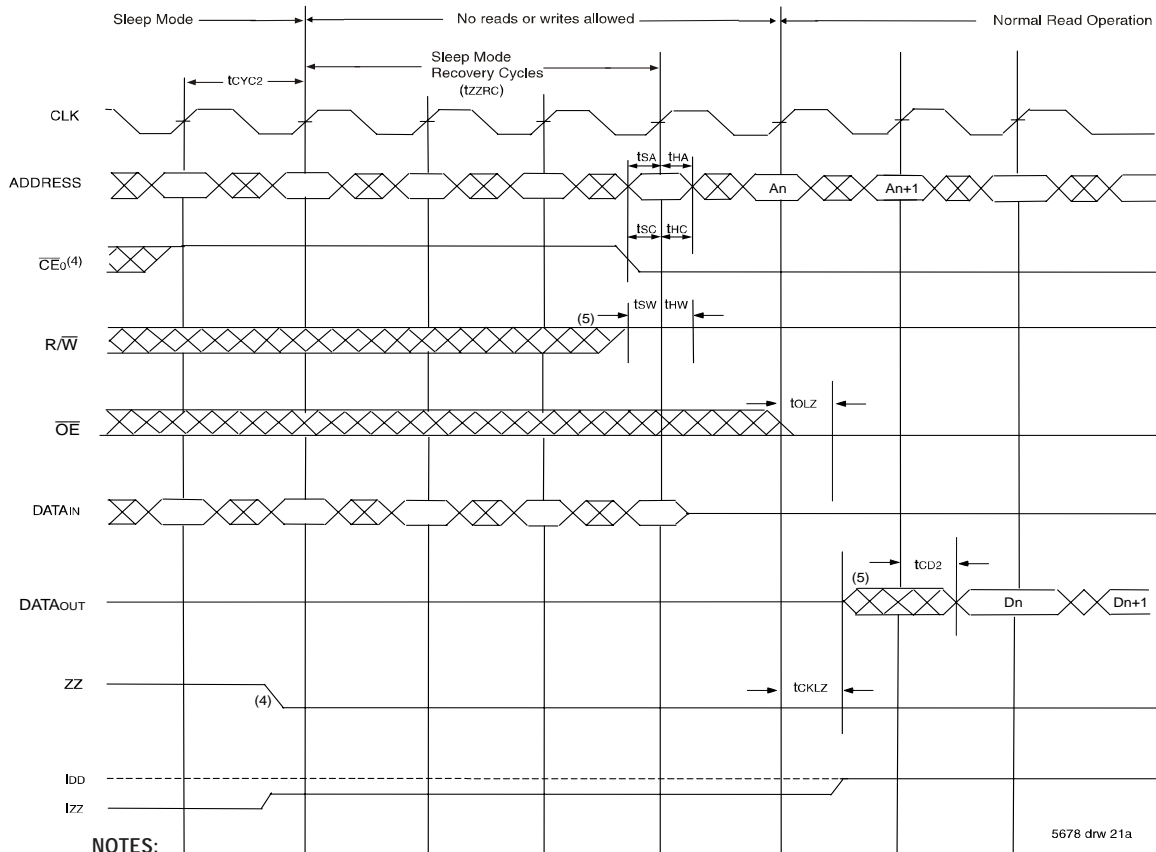 Sleep Mode
No reads or writes allowed
Normal Read Operation
Sleep Mode
Recovery Cycles
(tZZRC)
tCYC2
CLK
tSA tHA
ADDRESS
An
An+1
tSC tHC
CE0(4)
(5)
tSW tHW
R/W
tOLZ
OE
DATAIN
tCD2
(5)
DATAOUT
Dn
Dn+1
ZZ
(4)
tCKLZ
IDD
IZZ
5678 drw 21a
NOTES: